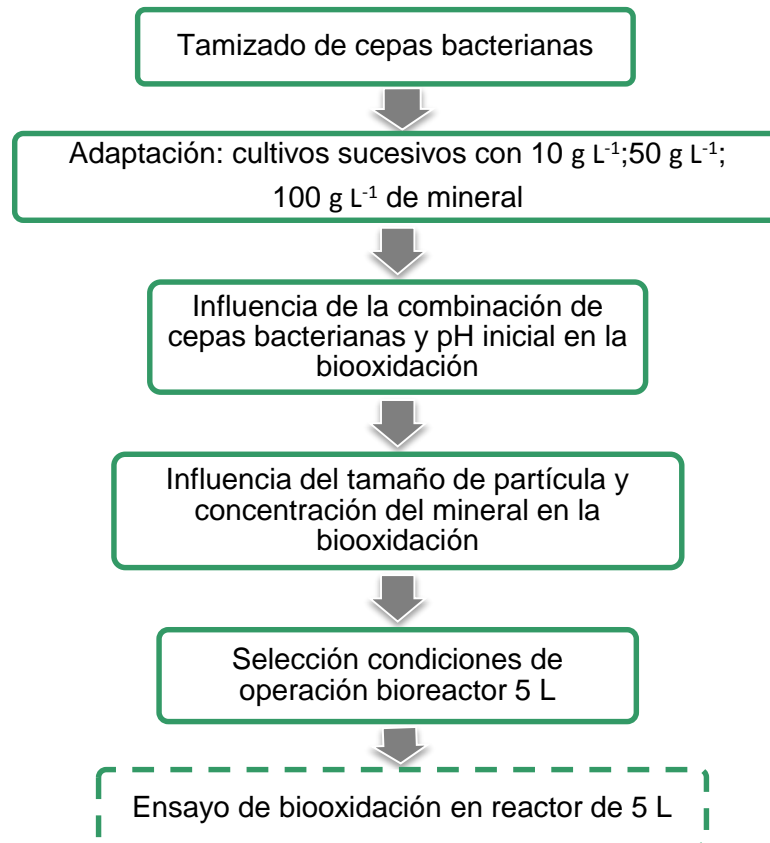 Tamizado de cepas bacterianas
Adaptación: cultivos sucesivos con 10 g L⁻¹;50 g L⁻¹;
100 g L⁻¹ de mineral
Influencia de la combinación de
cepas bacterianas y pH inicial en la
biooxidación
Influencia del tamaño de partícula y
concentración del mineral en la
biooxidación
Selección condiciones de
operación bioreactor 5 L
Ensayo de biooxidación en reactor de 5 L